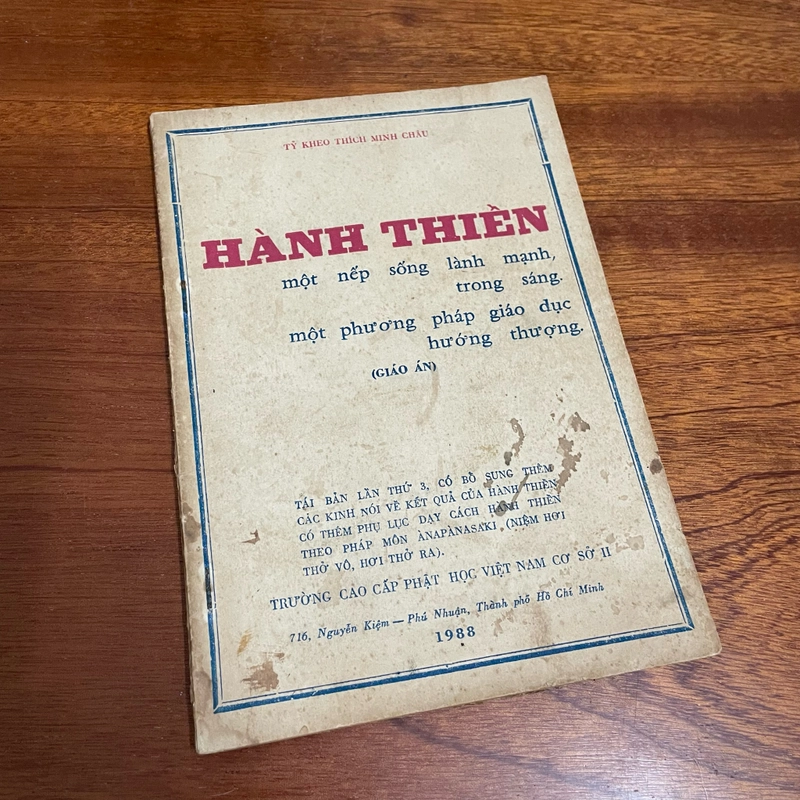 TỲ KHEO THÍCH MINH CHÂU
HÀNH THIỀN
một nếp sống lành mạnh,
trong sáng.
một phương pháp giáo dục
hướng thượng.
(GIÁO ÁN)
TÁI BẢN LẦN THỨ 3, CÓ BỔ SUNG THÊM
CÁC KINH NÓI VỀ KẾT QUẢ CỦA HÀNH THIỀN
CÓ THÊM PHỤ LỤC DẠY CÁCH HÀNH THIỀN
THEO PHÁP MÔN ÀNAPÀNASAKI (NIỆM HƠI
THỞ VÔ, HƠI THỞ RA).
TRƯỜNG CAO CẤP PHẬT HỌC VIỆT NAM CƠ SỞ II
716, Nguyễn Kiệm — Phú Nhuận, Thành phố Hồ Chí Minh
1988